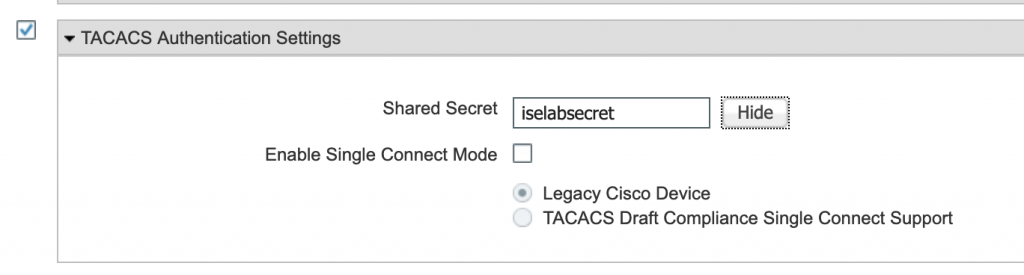 TACACS Authentication Settings
Shared Secret iselabsecret Hide
Enable Single Connect Mode
Legacy Cisco Device
TACACS Draft Compliance Single Connect Support